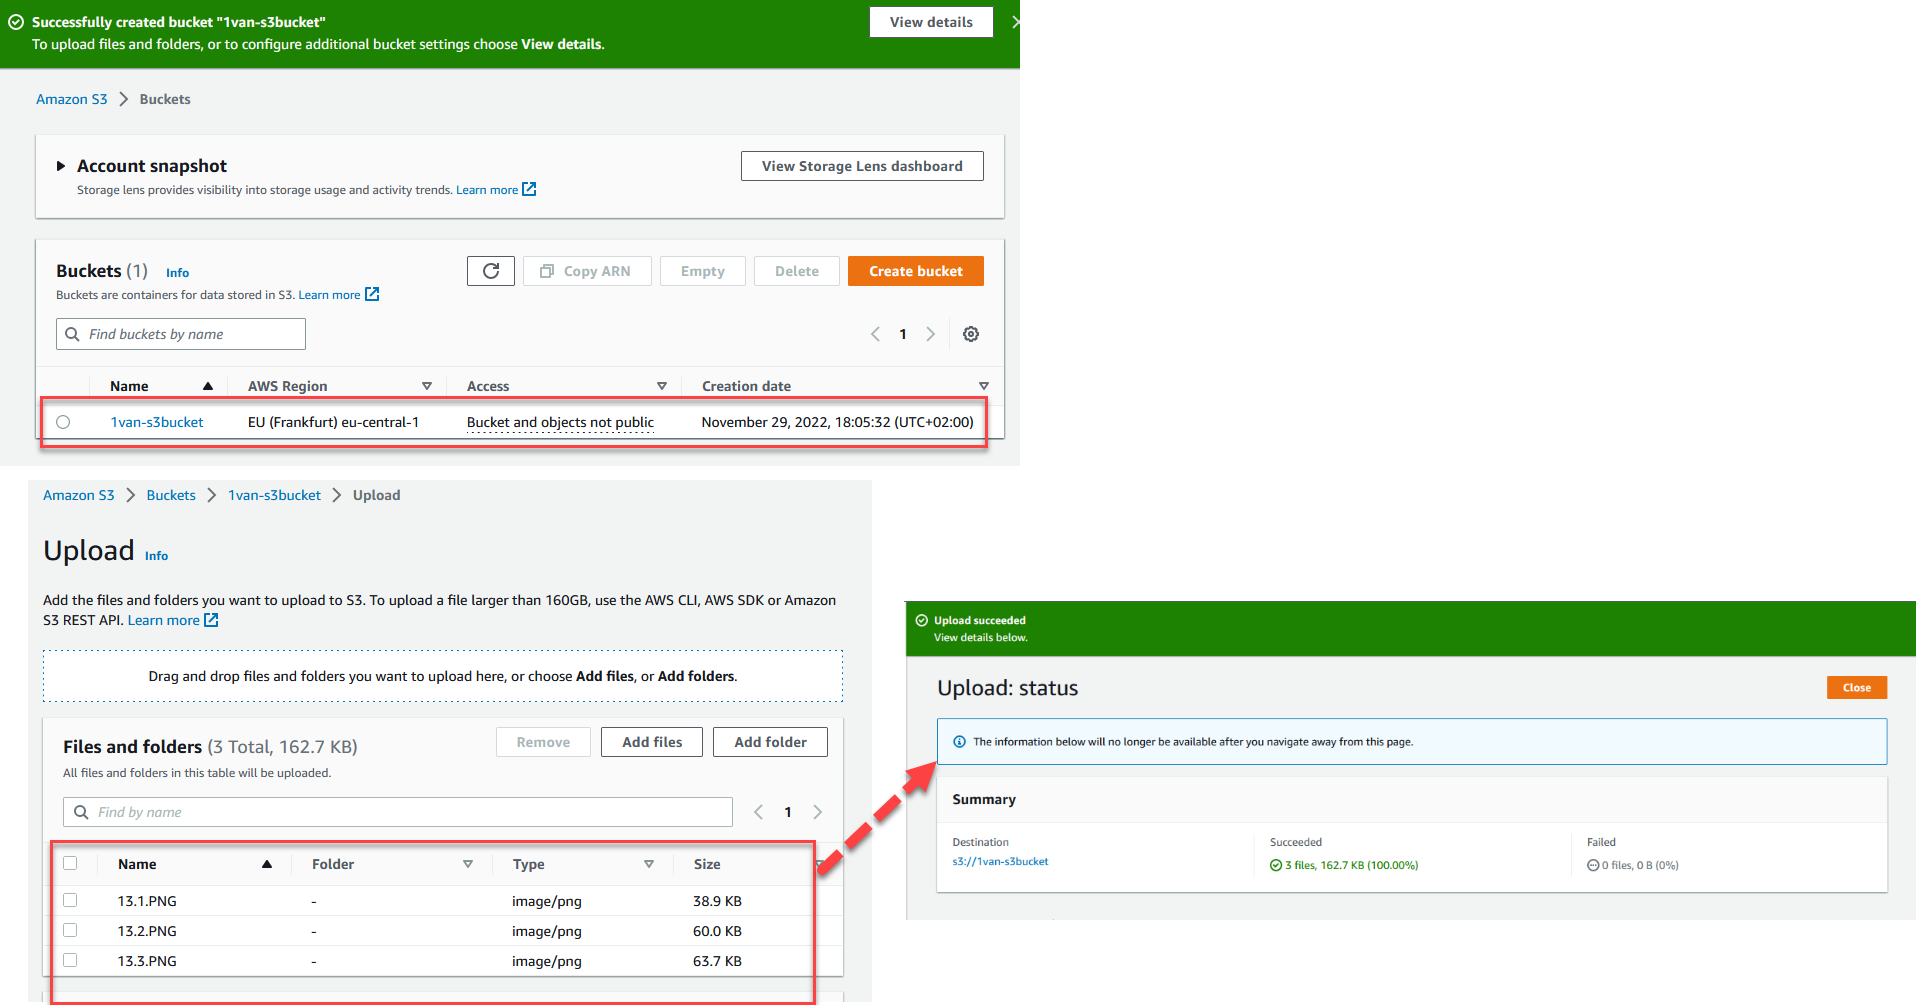 Successfully created bucket "1van-s3bucket"
To upload files and folders, or to configure additional bucket settings choose View details.
View details
Amazon S3 > Buckets
Account snapshot
Storage lens provides visibility into storage usage and activity trends. Learn more
View Storage Lens dashboard
Buckets (1) Info
Buckets are containers for data stored in S3. Learn more
Copy ARN
Empty
Delete
Create bucket
Find buckets by name
1
Name AWS Region Access Creation date
1van-s3bucket EU (Frankfurt) eu-central-1 Bucket and objects not public November 29, 2022, 18:05:32 (UTC+02:00)
Amazon S3 > Buckets > 1van-s3bucket > Upload
Upload Info
Add the files and folders you want to upload to S3. To upload a file larger than 160GB, use the AWS CLI, AWS SDK or Amazon
S3 REST API. Learn more
Drag and drop files and folders you want to upload here, or choose Add files, or Add folders.
Files and folders (3 Total, 162.7 KB)
All files and folders in this table will be uploaded.
Remove
Add files
Add folder
Find by name
1
Name Folder Type Size
13.1.PNG - image/png 38.9 KB
13.2.PNG - image/png 60.0 KB
13.3.PNG - image/png 63.7 KB
Upload succeeded
View details below.
Upload: status
Close
The information below will no longer be available after you navigate away from this page.
Summary
Destination Succeeded Failed
s3://1van-s3bucket 3 files, 162.7 KB (100.00%) 0 files, 0 B (0%)